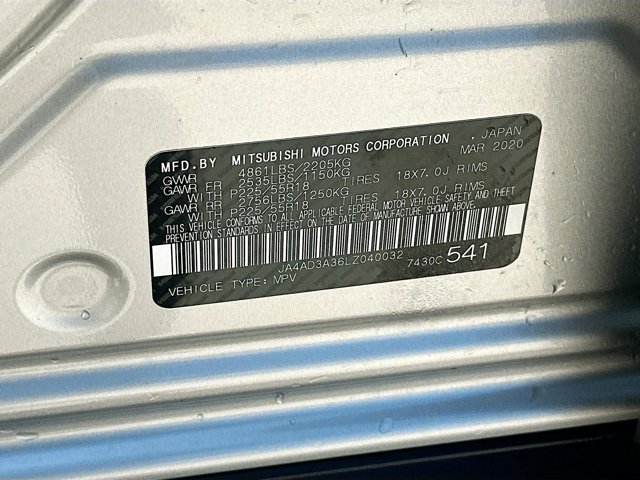 MFD.BY MITSUBISHI MOTORS CORPORATION , JAPAN
GVWR 4861LBS/2205KG MAR 2020
GAWR FR 2535LBS/1150KG
WITH P225/55R18 TIRES 18X7.0J RIMS
GAWR RR 2756LBS/1250KG
WITH P225/55R18 TIRES 18X7.0J RIMS
THIS VEHICLE CONFORMS TO ALL APPLICABLE FEDERAL MOTOR VEHICLE SAFETY AND THEFT
PREVENTION STANDARDS IN EFFECT ON THE DATE OF MANUFACTURE SHOWN ABOVE.
JA4AD3A36LZ040032 7430C 541
VEHICLE TYPE: MPV